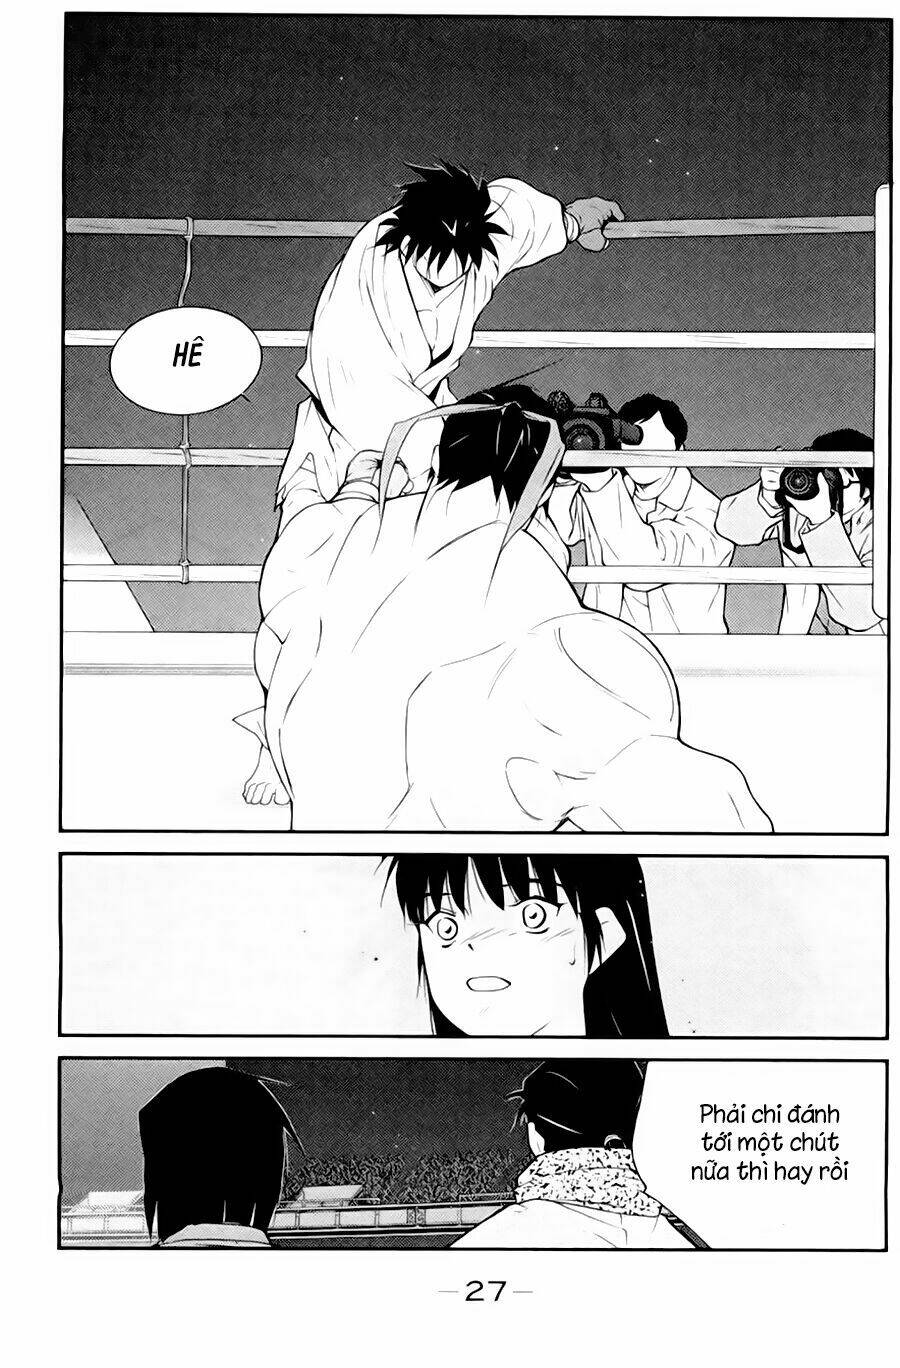 HÊ
Phải chi đánh
tới một chút
nữa thì hay rồi
27